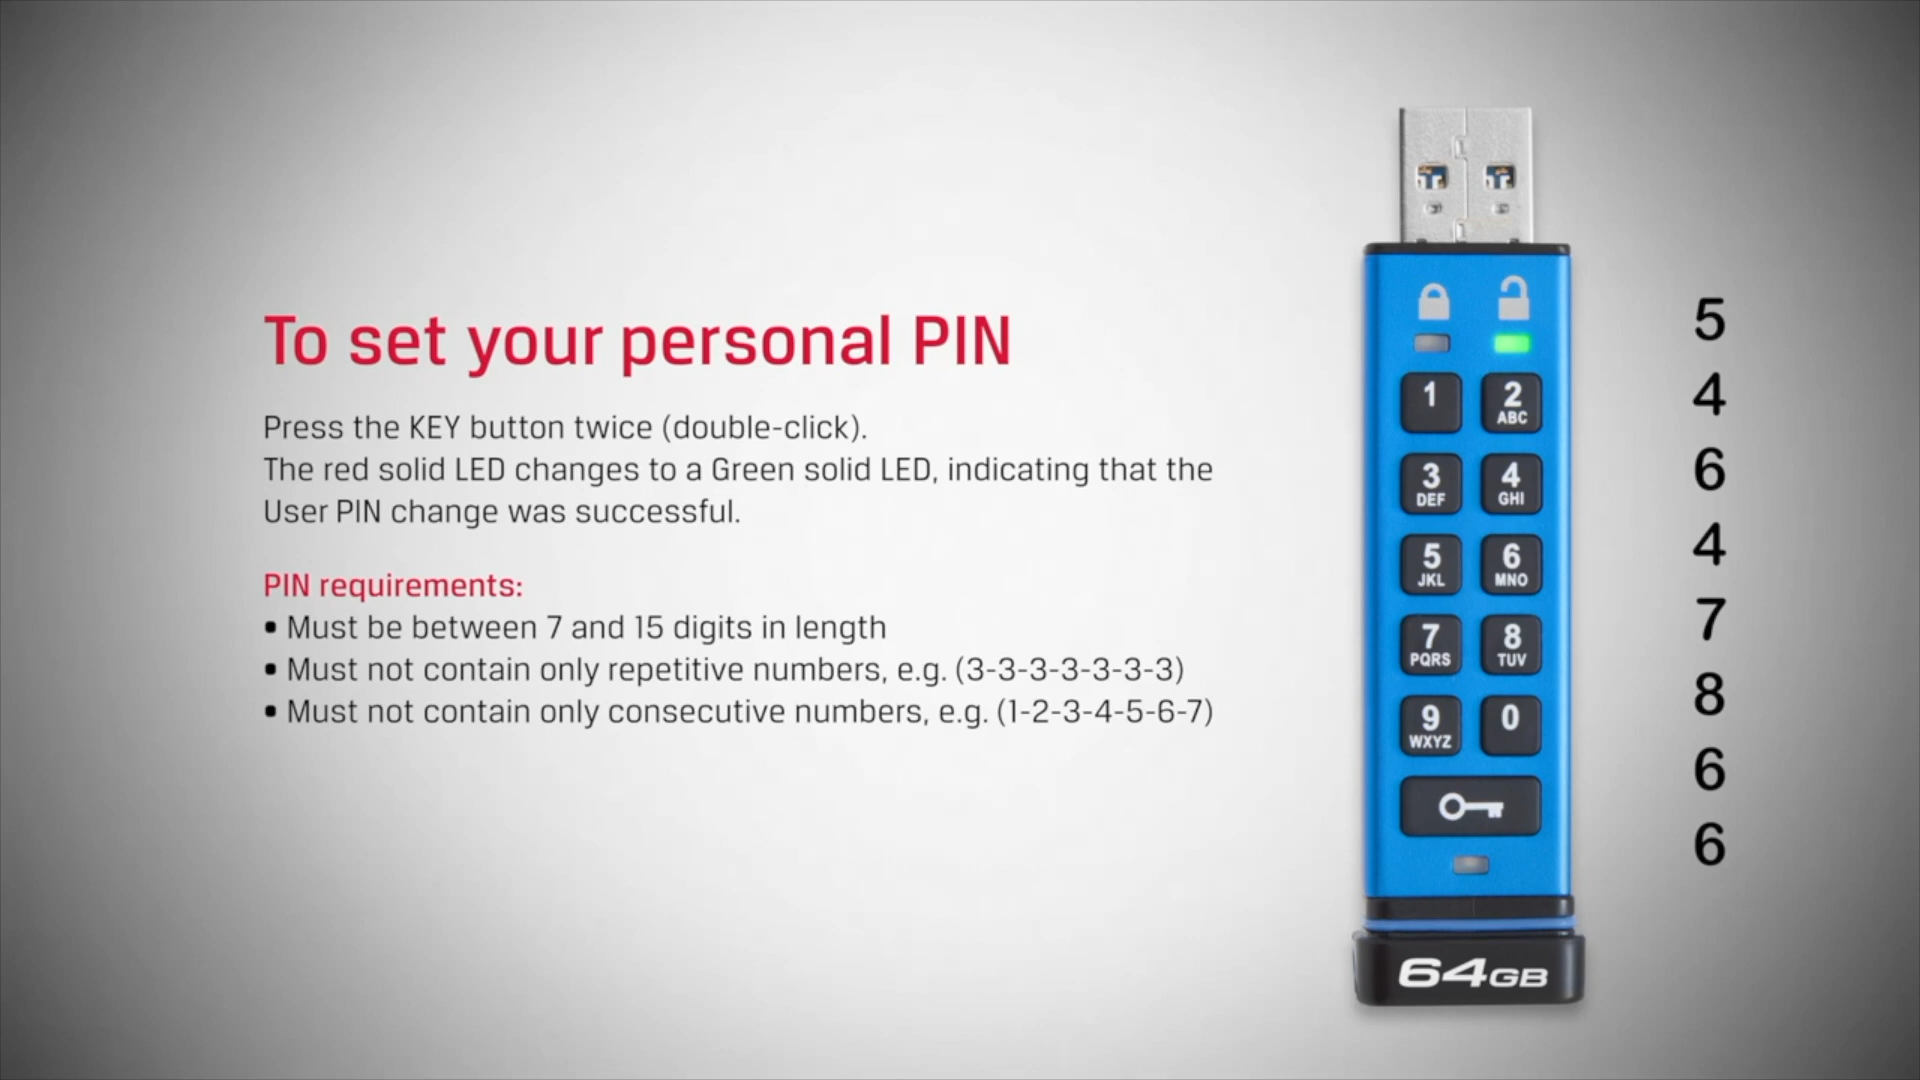 To set your personal PIN
Press the KEY button twice (double-click).
The red solid LED changes to a Green solid LED, indicating that the
User PIN change was successful.
PIN requirements:
• Must be between 7 and 15 digits in length
• Must not contain only repetitive numbers, e.g. (3-3-3-3-3-3-3)
• Must not contain only consecutive numbers, e.g. (1-2-3-4-5-6-7)
1 2
ABC
3 4
DEF GHI
5 6
JKL MNO
7 8
PQRS TUV
9 0
WXYZ
64GB
5
4
6
4
7
8
6
6